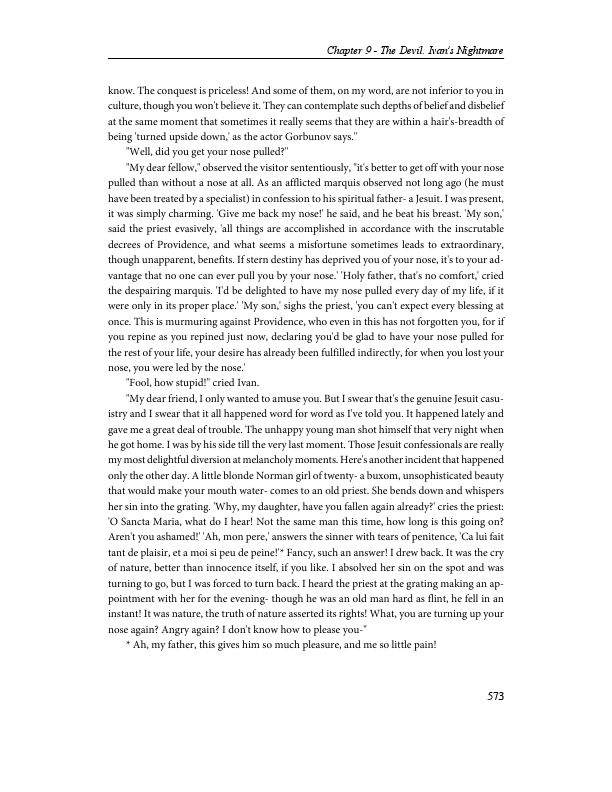 Chapter 9 - The Devil. Ivan's Nightmare
know. The conquest is priceless! And some of them, on my word, are not inferior to you in
culture, though you won't believe it. They can contemplate such depths of belief and disbelief
at the same moment that sometimes it really seems that they are within a hair's-breadth of
being 'turned upside down,' as the actor Gorbunov says."
"Well, did you get your nose pulled?"
"My dear fellow," observed the visitor sententiously, "it's better to get off with your nose
pulled than without a nose at all. As an afflicted marquis observed not long ago (he must
have been treated by a specialist) in confession to his spiritual father- a Jesuit. I was present,
it was simply charming. 'Give me back my nose!' he said, and he beat his breast. 'My son,'
said the priest evasively, 'all things are accomplished in accordance with the inscrutable
decrees of Providence, and what seems a misfortune sometimes leads to extraordinary,
though unapparent, benefits. If stern destiny has deprived you of your nose, it's to your ad-
vantage that no one can ever pull you by your nose.' 'Holy father, that's no comfort,' cried
the despairing marquis. 'I'd be delighted to have my nose pulled every day of my life, if it
were only in its proper place.' 'My son,' sighs the priest, 'you can't expect every blessing at
once. This is murmuring against Providence, who even in this has not forgotten you, for if
you repine as you repined just now, declaring you'd be glad to have your nose pulled for
the rest of your life, your desire has already been fulfilled indirectly, for when you lost your
nose, you were led by the nose.'
"Fool, how stupid!" cried Ivan.
"My dear friend, I only wanted to amuse you. But I swear that's the genuine Jesuit casu-
istry and I swear that it all happened word for word as I've told you. It happened lately and
gave me a great deal of trouble. The unhappy young man shot himself that very night when
he got home. I was by his side till the very last moment. Those Jesuit confessionals are really
my most delightful diversion at melancholy moments. Here's another incident that happened
only the other day. A little blonde Norman girl of twenty- a buxom, unsophisticated beauty
that would make your mouth water- comes to an old priest. She bends down and whispers
her sin into the grating. 'Why, my daughter, have you fallen again already?' cries the priest:
'O Sancta Maria, what do I hear! Not the same man this time, how long is this going on?
Aren't you ashamed!' 'Ah, mon pere,' answers the sinner with tears of penitence, 'Ca lui fait
tant de plaisir, et a moi si peu de peine!'* Fancy, such an answer! I drew back. It was the cry
of nature, better than innocence itself, if you like. I absolved her sin on the spot and was
turning to go, but I was forced to turn back. I heard the priest at the grating making an ap-
pointment with her for the evening- though he was an old man hard as flint, he fell in an
instant! It was nature, the truth of nature asserted its rights! What, you are turning up your
nose again? Angry again? I don't know how to please you-"
* Ah, my father, this gives him so much pleasure, and me so little pain!
573